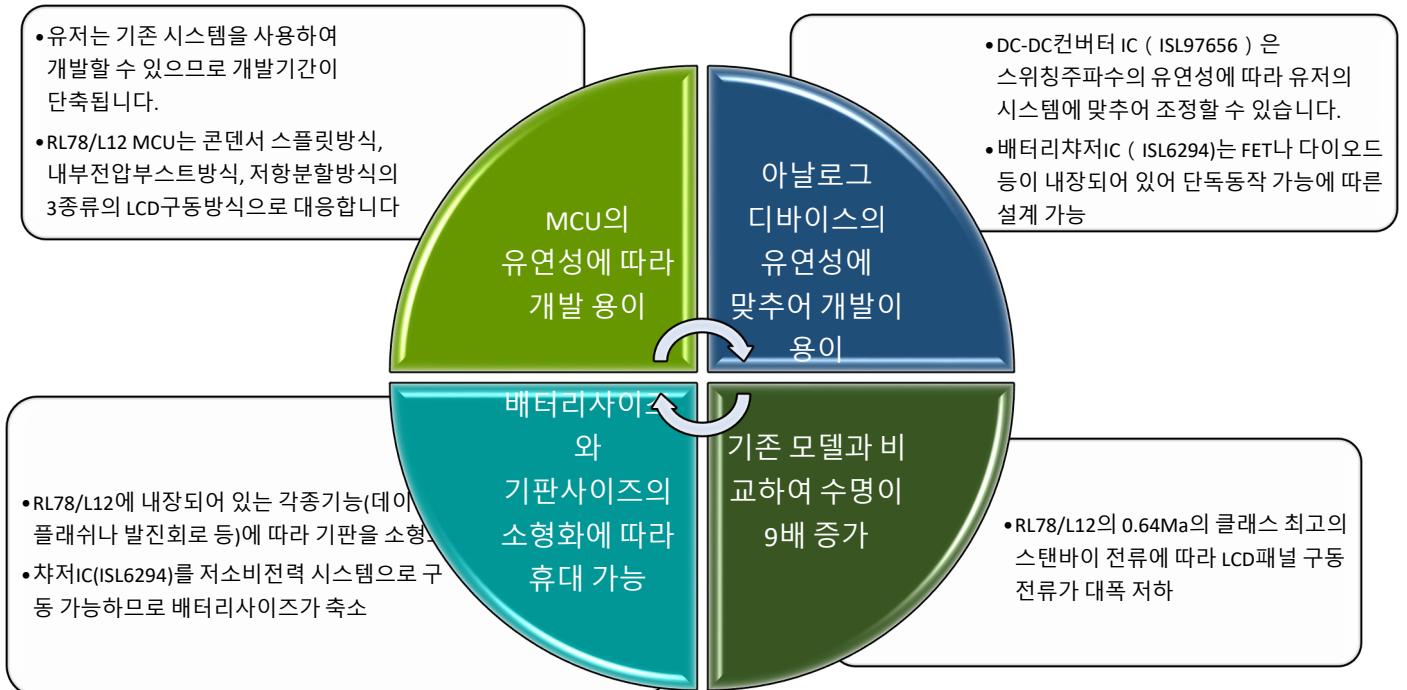 •유저는 기존 시스템을 사용하여
개발할 수 있으므로 개발기간이
단축됩니다.
•RL78/L12 MCU는 콘덴서 스플릿방식,
내부전압부스트방식, 저항분할방식의
3종류의 LCD구동방식으로 대응합니다
•DC-DC컨버터 IC ( ISL97656 ) 은
스위칭주파수의 유연성에 따라 유저의
시스템에 맞추어 조정할 수 있습니다.
•배터리챠저IC ( ISL6294)는 FET나 다이오드
등이 내장되어 있어 단독동작 가능에 따른
설계 가능
MCU의
유연성에 따라
개발 용이
아날로그
디바이스의
유연성에
맞추어 개발이
용이
배터리사이즈
와
기판사이즈의
소형화에 따라
휴대 가능
기존 모델과 비
교하여 수명이
9배 증가
•RL78/L12에 내장되어 있는 각종기능(데이
플래쉬나 발진회로 등)에 따라 기판을 소형
•챠저IC(ISL6294)를 저소비전력 시스템으로 구
동 가능하므로 배터리사이즈가 축소
•RL78/L12의 0.64Ma의 클래스 최고의
스탠바이 전류에 따라 LCD패널 구동
전류가 대폭 저하